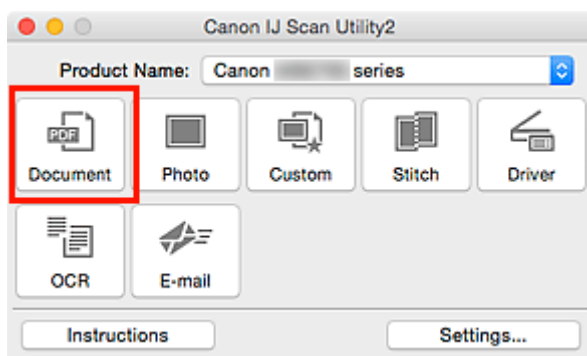 Canon IJ Scan Utility2
Product Name: Canon series
PDF
Document Photo Custom Stitch Driver
OCR E-mail
Instructions Settings...